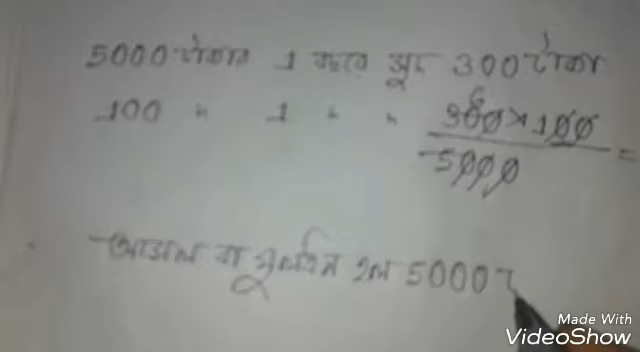 5000 টাকার 1 বছরে সুদ 300 টাকা
100 " 1 " " 300×100
5000 =
আসল বা মূলধন হল 5000 ট
Made With
VideoShow